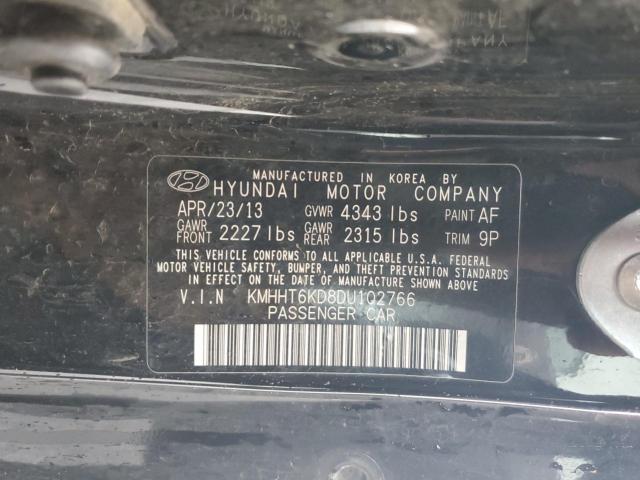 MANUFACTURED IN KOREA BY
HYUNDAI MOTOR COMPANY
APR/23/13 GVWR 4343 lbs PAINT AF
GAWR FRONT 2227 lbs GAWR REAR 2315 lbs TRIM 9P
THIS VEHICLE CONFORMS TO ALL APPLICABLE U.S.A. FEDERAL
MOTOR VEHICLE SAFETY, BUMPER, AND THEFT PREVENTION STANDARDS
IN EFFECT ON THE DATE OF MANUFACTURE SHOWN ABOVE.
V.I.N KMHHT6KD8DU102766
PASSENGER CAR